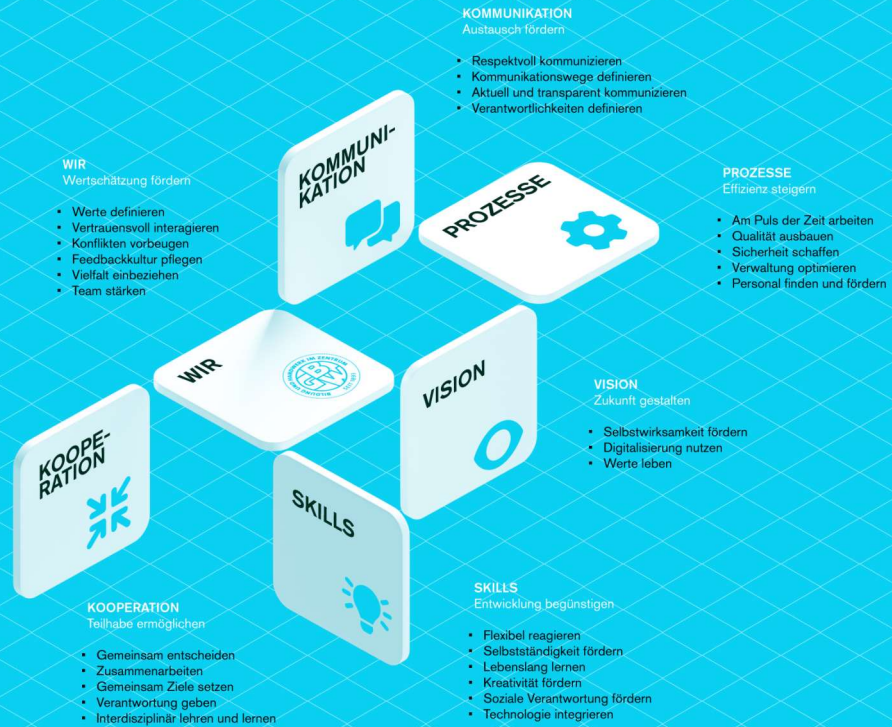 KOMMUNIKATION
Austausch fördern
▪ Respektvoll kommunizieren
▪ Kommunikationswege definieren
▪ Aktuell und transparent kommunizieren
▪ Verantwortlichkeiten definieren
KOMMUNI-
KATION
WIR
Wertschätzung fördern
▪ Werte definieren
▪ Vertrauensvoll interagieren
▪ Konflikten vorbeugen
▪ Feedbackkultur pflegen
▪ Vielfalt einbeziehen
▪ Team stärken
PROZESSE
PROZESSE
Effizienz steigern
▪ Am Puls der Zeit arbeiten
▪ Qualität ausbauen
▪ Sicherheit schaffen
▪ Verwaltung optimieren
▪ Personal finden und fördern
WIR
VISION
VISION
Zukunft gestalten
▪ Selbstwirksamkeit fördern
▪ Digitalisierung nutzen
▪ Werte leben
KOOPE-
RATION
SKILLS
KOOPERATION
Teilhabe ermöglichen
▪ Gemeinsam entscheiden
▪ Zusammenarbeiten
▪ Gemeinsam Ziele setzen
▪ Verantwortung geben
▪ Interdisziplinär lehren und lernen
SKILLS
Entwicklung begünstigen
▪ Flexibel reagieren
▪ Selbstständigkeit fördern
▪ Lebenslang lernen
▪ Kreativität fördern
▪ Soziale Verantwortung fördern
▪ Technologie integrieren